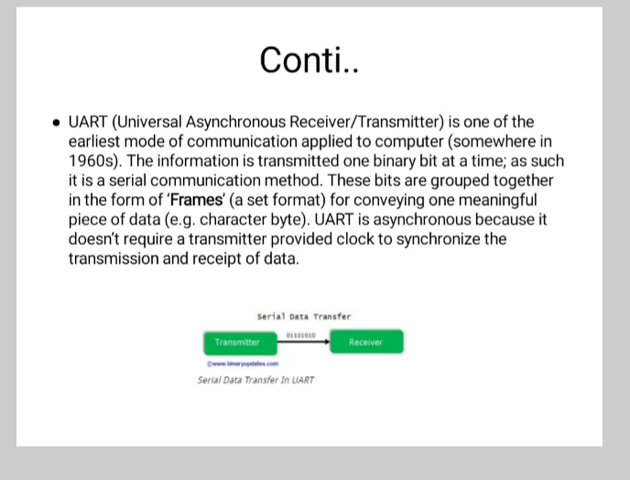 Conti..
• UART (Universal Asynchronous Receiver/Transmitter) is one of the
earliest mode of communication applied to computer (somewhere in
1960s). The information is transmitted one binary bit at a time; as such
it is a serial communication method. These bits are grouped together
in the form of ‘Frames’ (a set format) for conveying one meaningful
piece of data (e.g. character byte). UART is asynchronous because it
doesn’t require a transmitter provided clock to synchronize the
transmission and receipt of data.
Serial Data Transfer
01101010
Transmitter
Receiver
©www.binaryupdates.com
Serial Data Transfer In UART